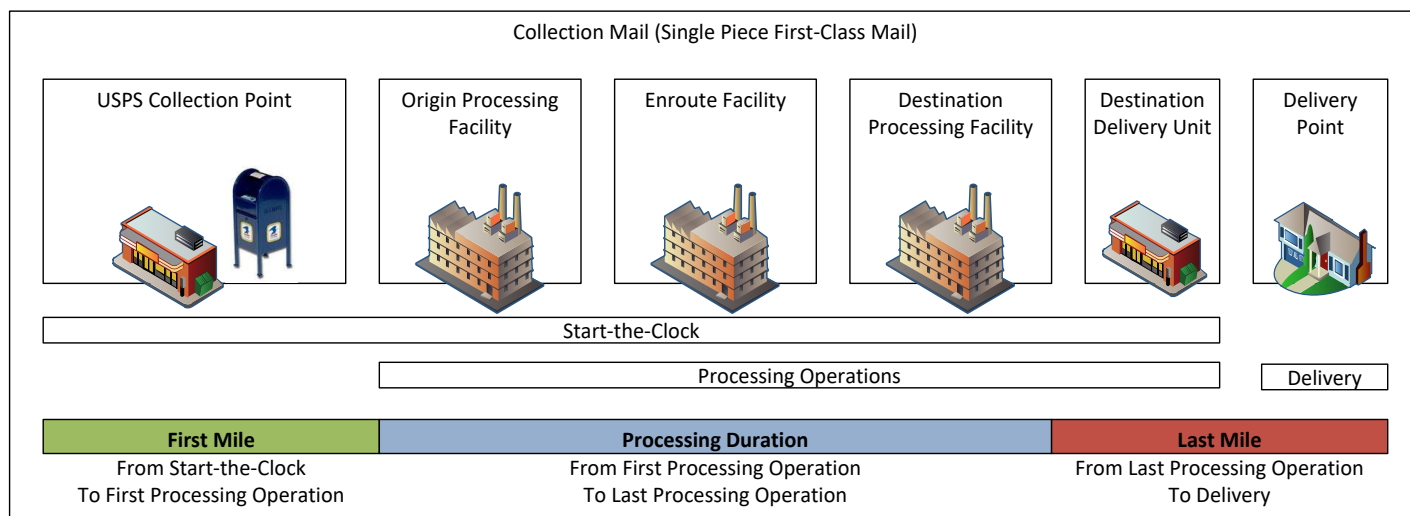 Collection Mail (Single Piece First-Class Mail)
USPS Collection Point
Origin Processing
Facility
Enroute Facility
Destination
Processing Facility
Destination
Delivery Unit
Delivery
Point
Start-the-Clock
Processing Operations
Delivery
First Mile
Processing Duration
Last Mile
From Start-the-Clock
To First Processing Operation
From First Processing Operation
To Last Processing Operation
From Last Processing Operation
To Delivery